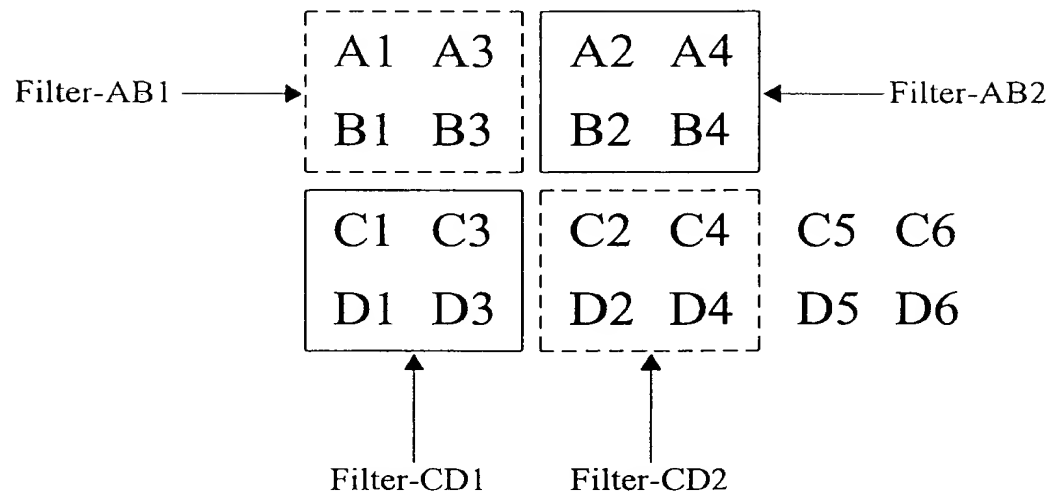 A1 A3 A2 A4
Filter-AB1 Filter-AB2
B1 B3 B2 B4
C1 C3 C2 C4 C5 C6
D1 D3 D2 D4 D5 D6
Filter-CD1 Filter-CD2